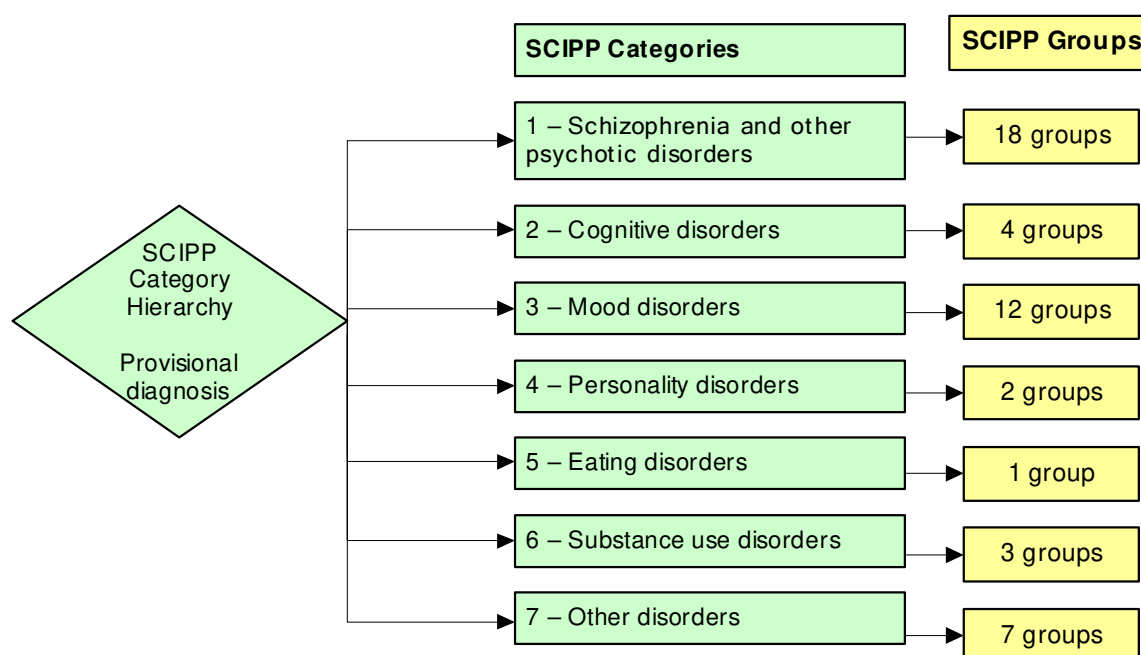 SCIPP Categories
SCIPP Groups
1 – Schizophrenia and other
psychotic disorders
18 groups
SCIPP
Category
Hierarchy
Provisional
diagnosis
2 – Cognitive disorders
4 groups
3 – Mood disorders
12 groups
4 – Personality disorders
2 groups
5 – Eating disorders
1 group
6 – Substance use disorders
3 groups
7 – Other disorders
7 groups